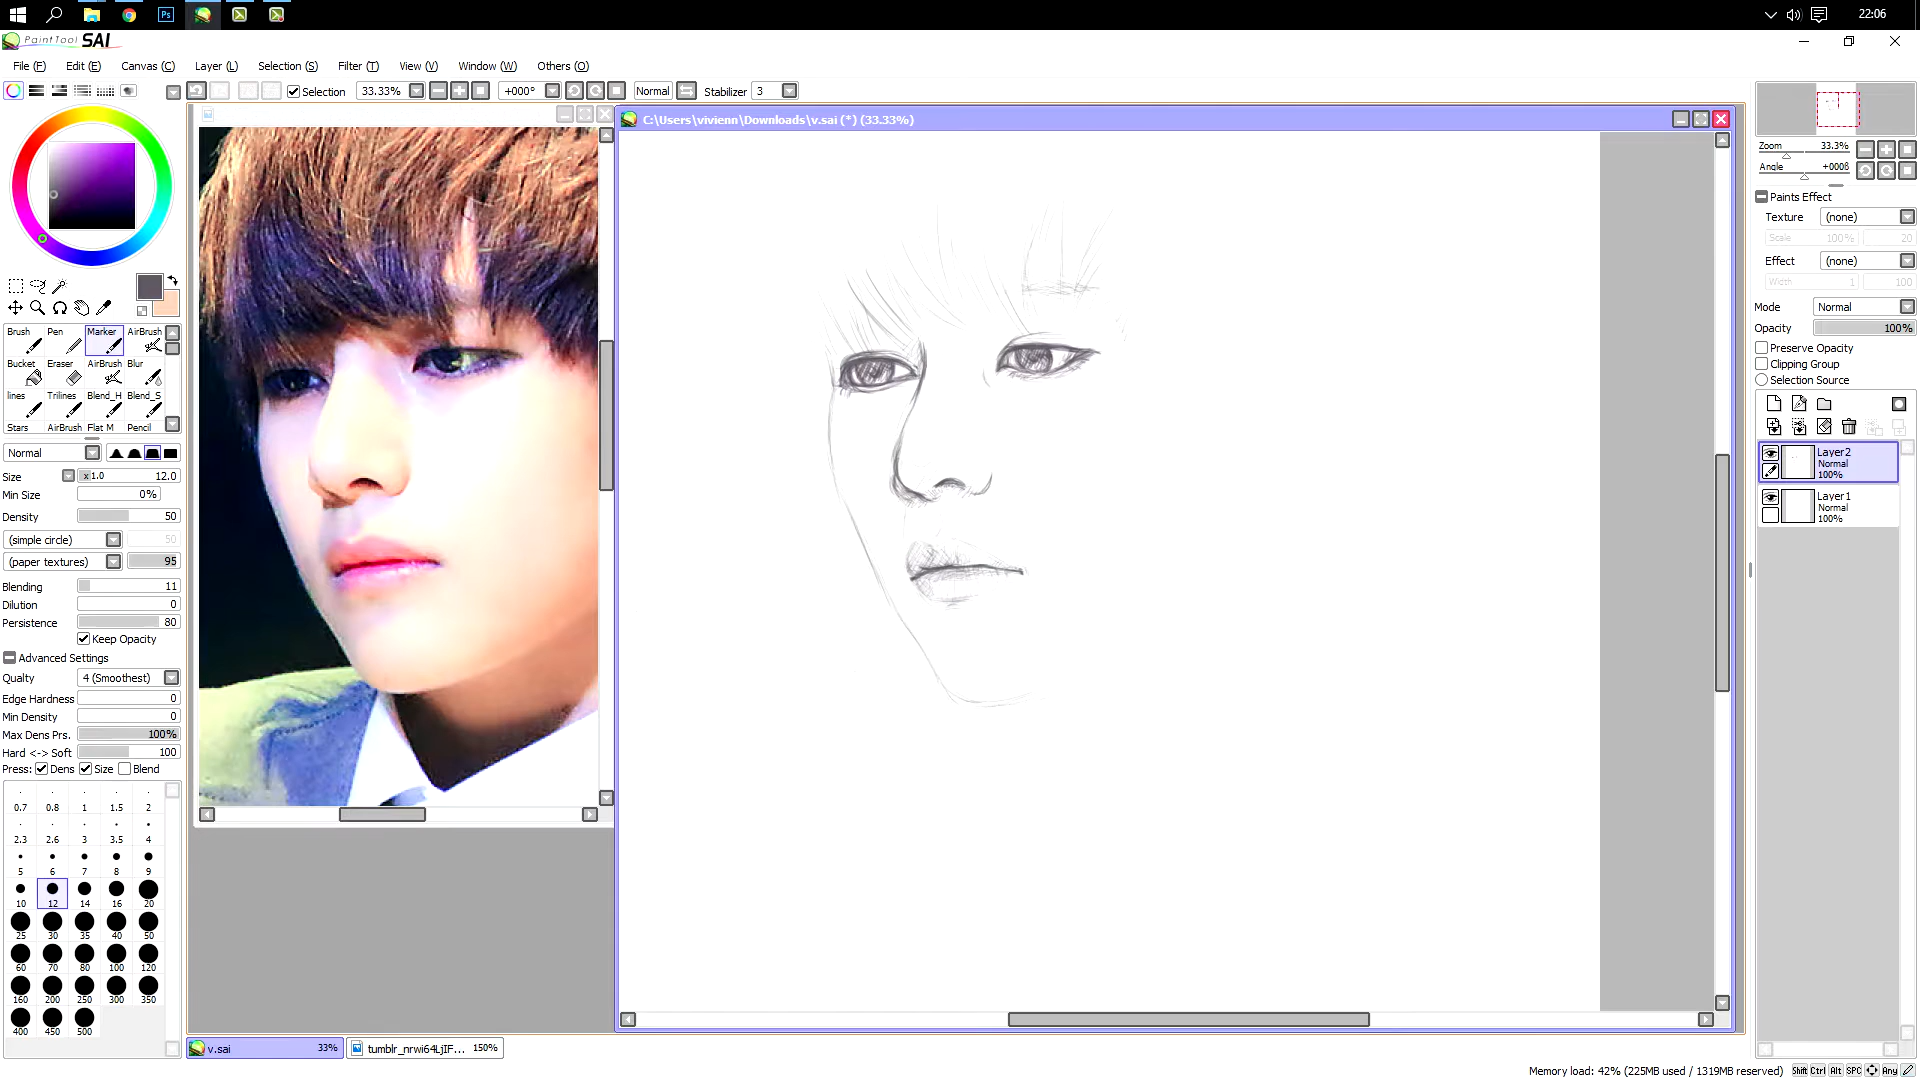 Ps
22:06
PaintTool SAI
File (F) Edit (E) Canvas (C) Layer (L) Selection (S) Filter (T) View (V) Window (W) Others (O)
Selection 33.33% +000° Normal Stabilizer 3
C:\Users\vivienn\Downloads\v.sai (*) (33.33%)
Zoom 33.3%
Angle +000ß
Paints Effect
Texture (none)
Scale 100% 20
Effect (none)
Width 1 100
Mode Normal
Opacity 100%
Preserve Opacity
Clipping Group
Selection Source
Layer2
Normal
100%
Layer1
Normal
100%
Brush Pen Marker AirBrush
Bucket Eraser AirBrush Blur
lines Trilines Blend_H Blend_S
Stars AirBrush Flat M Pencil
Normal
Size x1.0 12.0
Min Size 0%
Density 50
(simple circle) 50
(paper textures) 95
Blending 11
Dilution 0
Persistence 80
Keep Opacity
Advanced Settings
Qualty 4 (Smoothest)
Edge Hardness 0
Min Density 0
Max Dens Prs. 100%
Hard <-> Soft 100
Press: Dens Size Blend
0.7 0.8 1 1.5 2
2.3 2.6 3 3.5 4
5 6 7 8 9
10 12 14 16 20
25 30 35 40 50
60 70 80 100 120
160 200 250 300 350
400 450 500
v.sai 33% tumblr_nrwi64LjIF... 150%
Memory load: 42% (225MB used / 1319MB reserved) Shift Ctrl Alt SPC Any